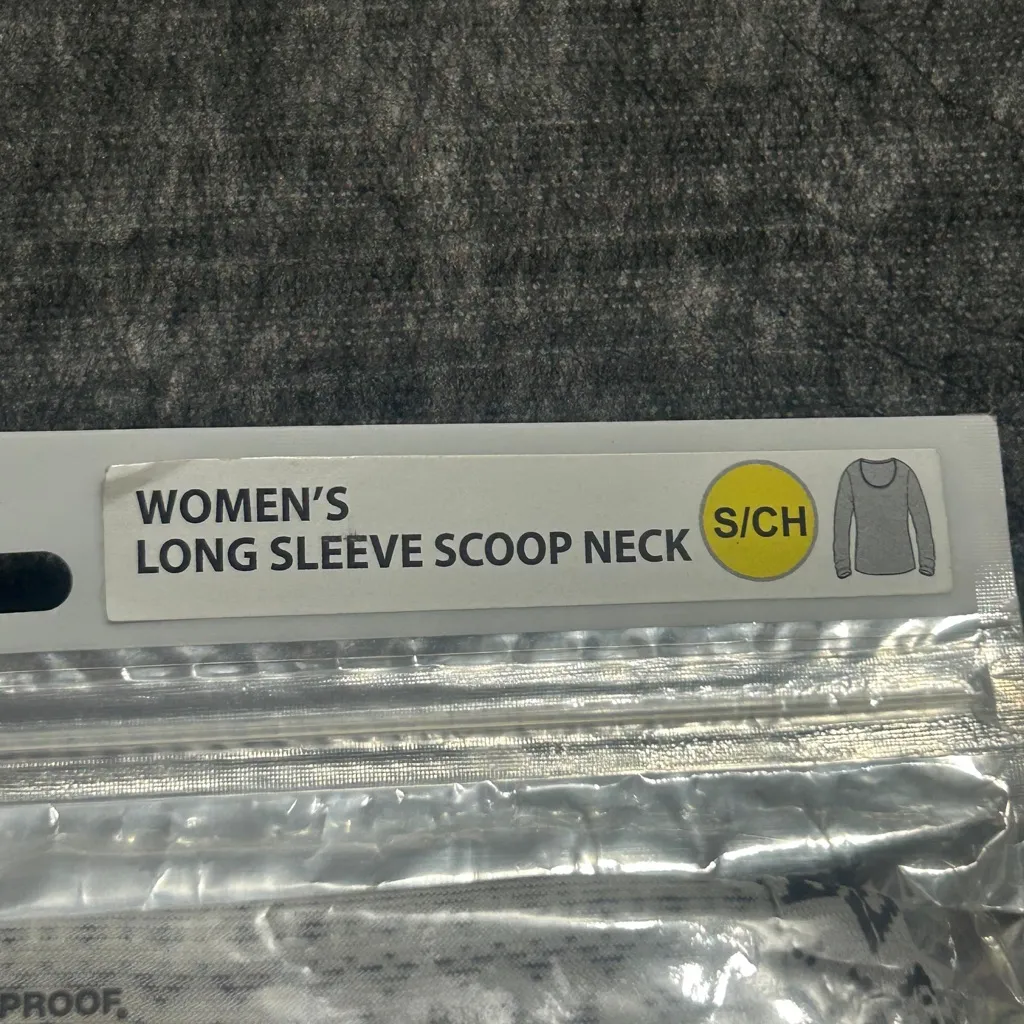 WOMEN'S
LONG SLEEVE SCOOP NECK
S/CH
PROOF.